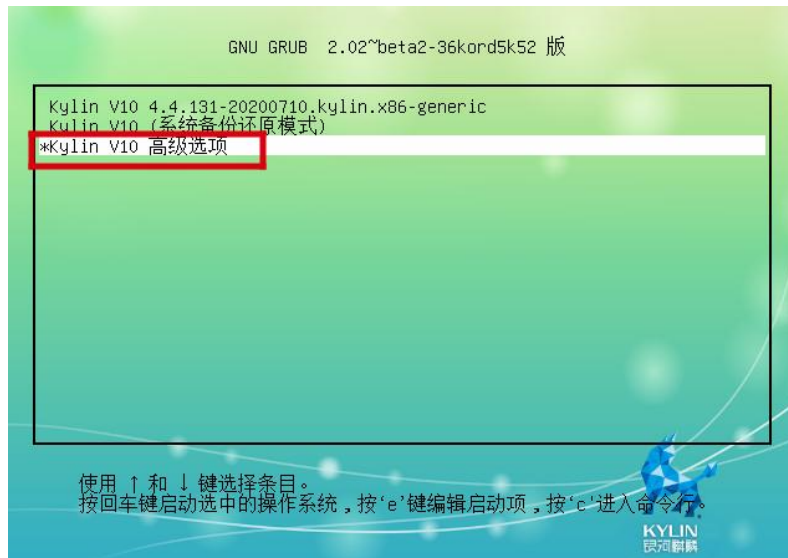 GNU GRUB 2.02~beta2-36kord5k52 版
Kylin V10 4.4.131-20200710.kylin.x86-generic
Kylin V10 (系统备份还原模式)
*Kylin V10 高级选项
使用 ↑ 和 ↓ 键选择条目。
按回车键启动选中的操作系统，按‘e’键编辑启动项，按‘c'进入命令行。
KYLIN
银河麒麟